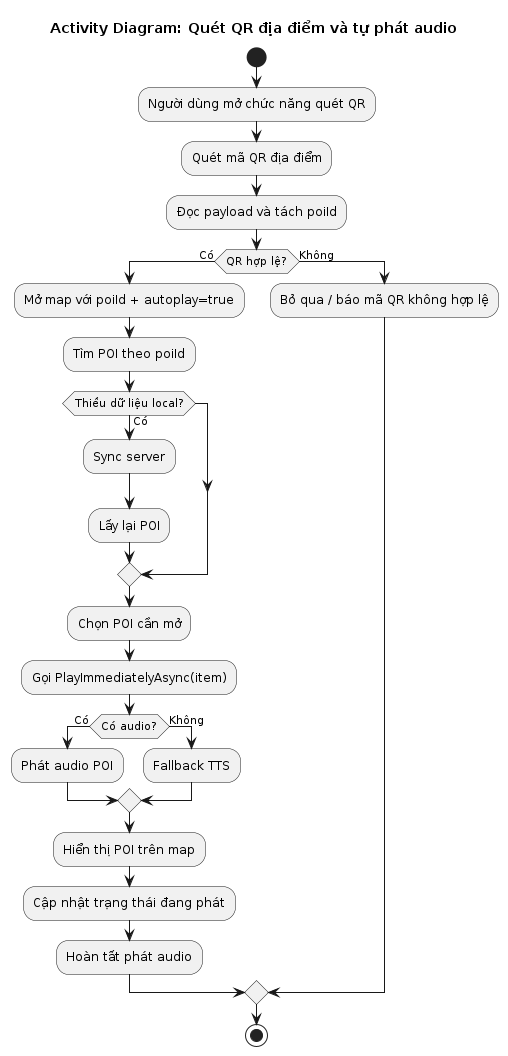 Activity Diagram: Quét QR địa điểm và tự phát audio
Người dùng mở chức năng quét QR
Quét mã QR địa điểm
Đọc payload và tách poiId
QR hợp lệ?
Có
Không
Mở map với poiId + autoplay=true
Bỏ qua / báo mã QR không hợp lệ
Tìm POI theo poiId
Thiếu dữ liệu local?
Có
Sync server
Lấy lại POI
Chọn POI cần mở
Gọi PlayImmediatelyAsync(item)
Có
Có audio?
Không
Phát audio POI
Fallback TTS
Hiển thị POI trên map
Cập nhật trạng thái đang phát
Hoàn tất phát audio